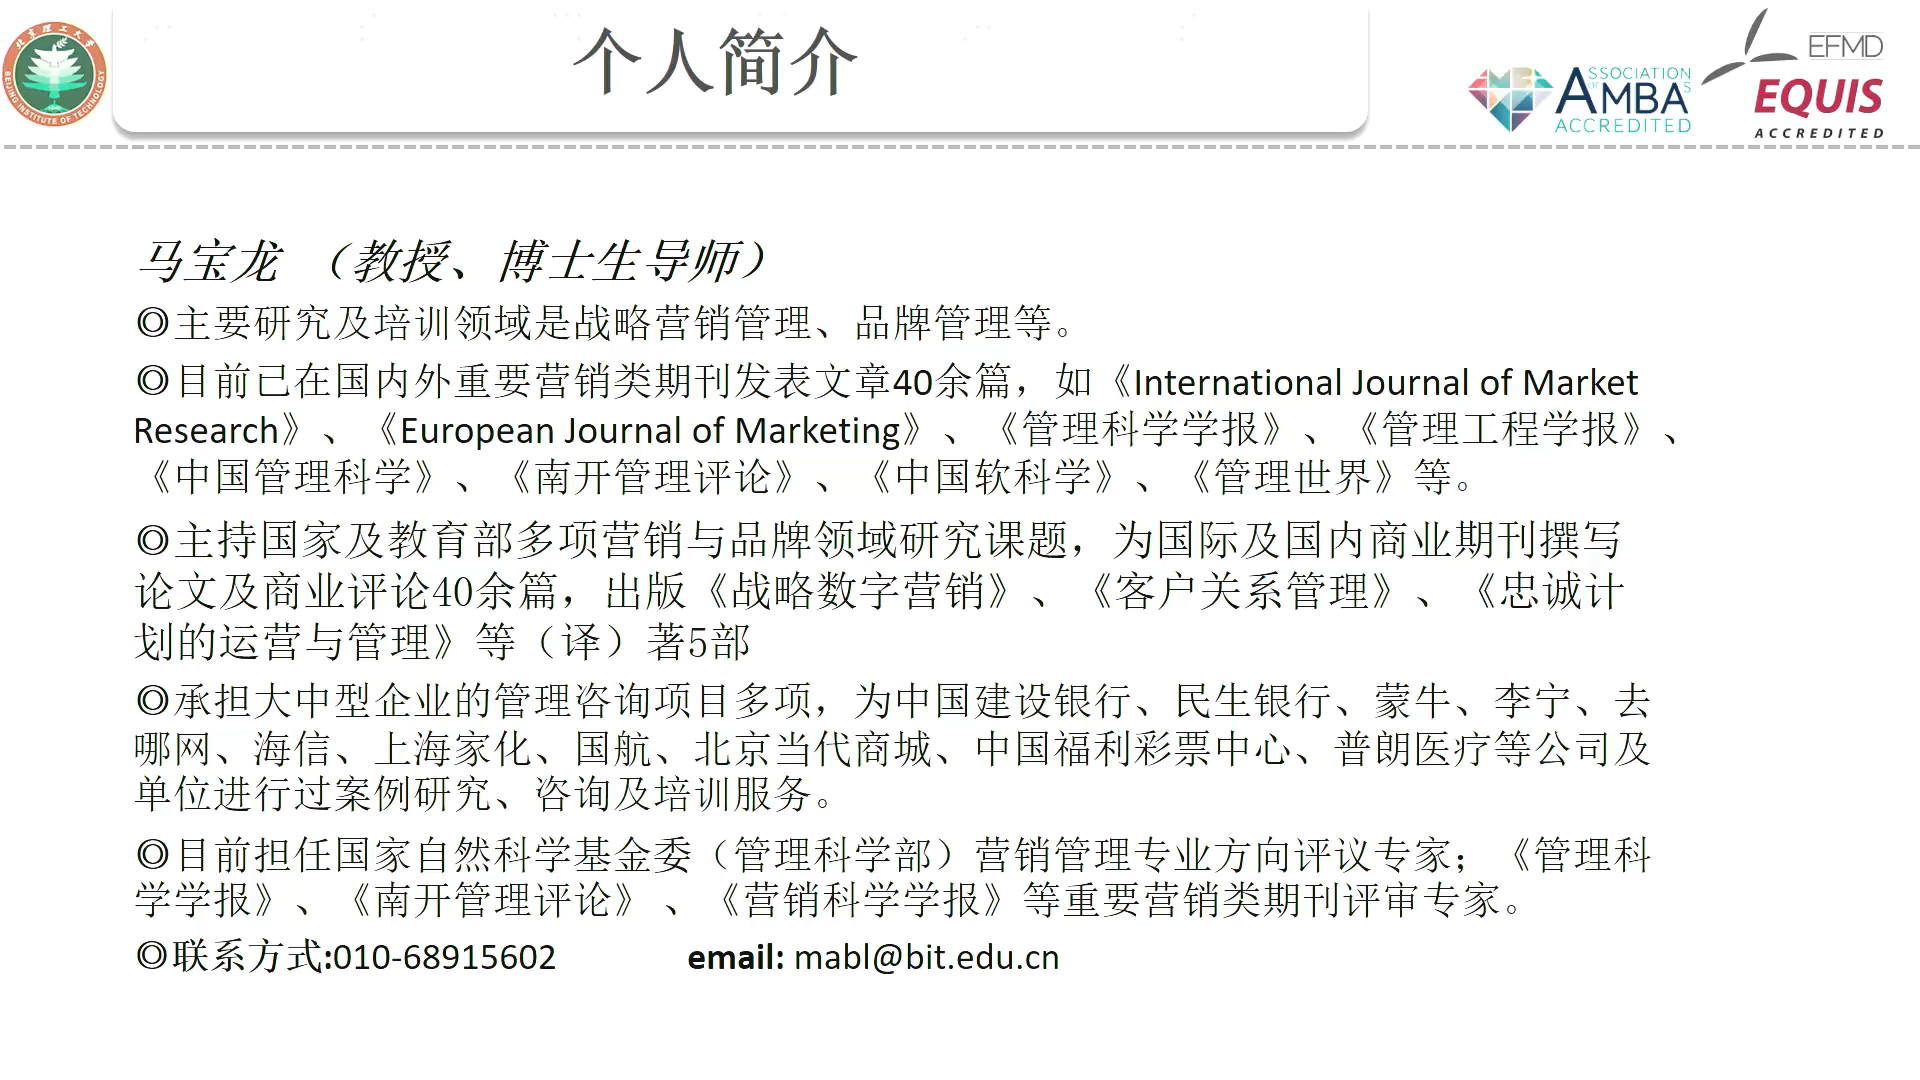 北京理工大学
BEIJING INSTITUTE OF TECHNOLOGY
个人简介
ASSOCIATION
OF
AMBA'S
ACCREDITED
EFMD
EQUIS
ACCREDITED
马宝龙 （教授、博士生导师）
◎主要研究及培训领域是战略营销管理、品牌管理等。
◎目前已在国内外重要营销类期刊发表文章40余篇，如《International Journal of Market
Research》、《European Journal of Marketing》、《管理科学学报》、《管理工程学报》、
《中国管理科学》、《南开管理评论》、《中国软科学》、《管理世界》等。
◎主持国家及教育部多项营销与品牌领域研究课题，为国际及国内商业期刊撰写
论文及商业评论40余篇，出版《战略数字营销》、《客户关系管理》、《忠诚计
划的运营与管理》等（译）著5部
◎承担大中型企业的管理咨询项目多项，为中国建设银行、民生银行、蒙牛、李宁、去
哪网、海信、上海家化、国航、北京当代商城、中国福利彩票中心、普朗医疗等公司及
单位进行过案例研究、咨询及培训服务。
◎目前担任国家自然科学基金委（管理科学部）营销管理专业方向评议专家；《管理科
学学报》、《南开管理评论》 、《营销科学学报》等重要营销类期刊评审专家。
◎联系方式:010-68915602 email: mabl@bit.edu.cn